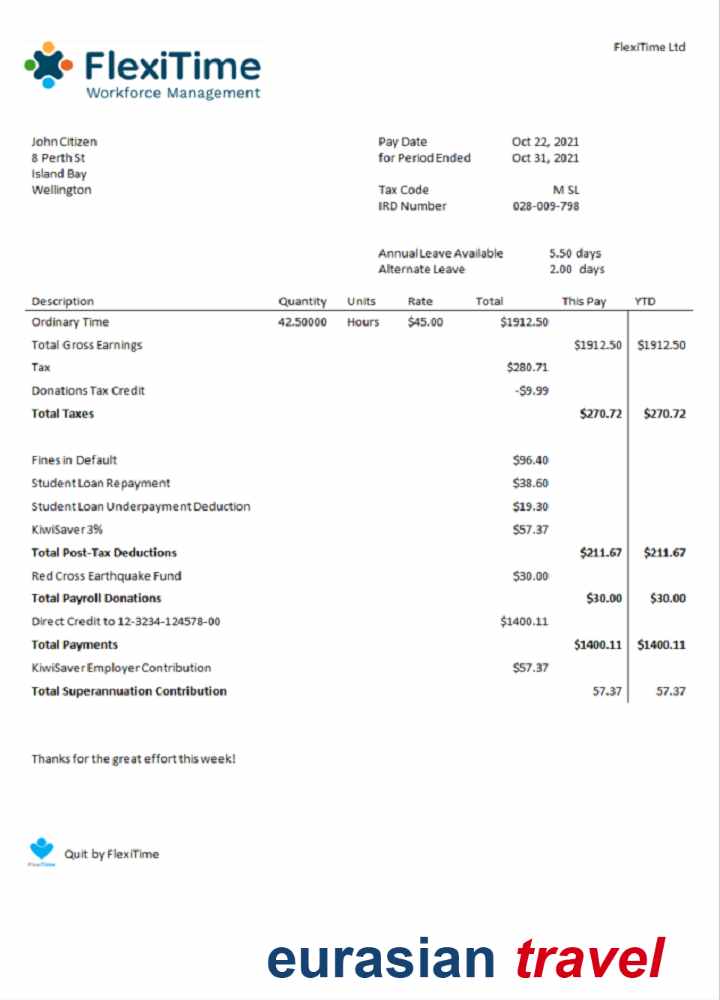 FlexiTime
Workforce Management
FlexiTime Ltd
John Citizen
8 Perth St
Island Bay
Wellington
Pay Date Oct 22, 2021
for Period Ended Oct 31, 2021
Tax Code M SL
IRD Number 028-009-798
Annual Leave Available 5.50 days
Alternate Leave 2.00 days
Description Quantity Units Rate Total This Pay YTD
Ordinary Time 42.50000 Hours $45.00 $1912.50
Total Gross Earnings $1912.50 $1912.50
Tax $280.71
Donations Tax Credit -$9.99
Total Taxes $270.72 $270.72
Fines in Default $96.40
Student Loan Repayment $38.60
Student Loan Underpayment Deduction $19.30
KiwiSaver 3% $57.37
Total Post-Tax Deductions $211.67 $211.67
Red Cross Earthquake Fund $30.00
Total Payroll Donations $30.00 $30.00
Direct Credit to 12-3234-124578-00 $1400.11
Total Payments $1400.11 $1400.11
KiwiSaver Employer Contribution $57.37
Total Superannuation Contribution 57.37 57.37
Thanks for the great effort this week!
FlexiTime
Quit by FlexiTime
eurasian travel